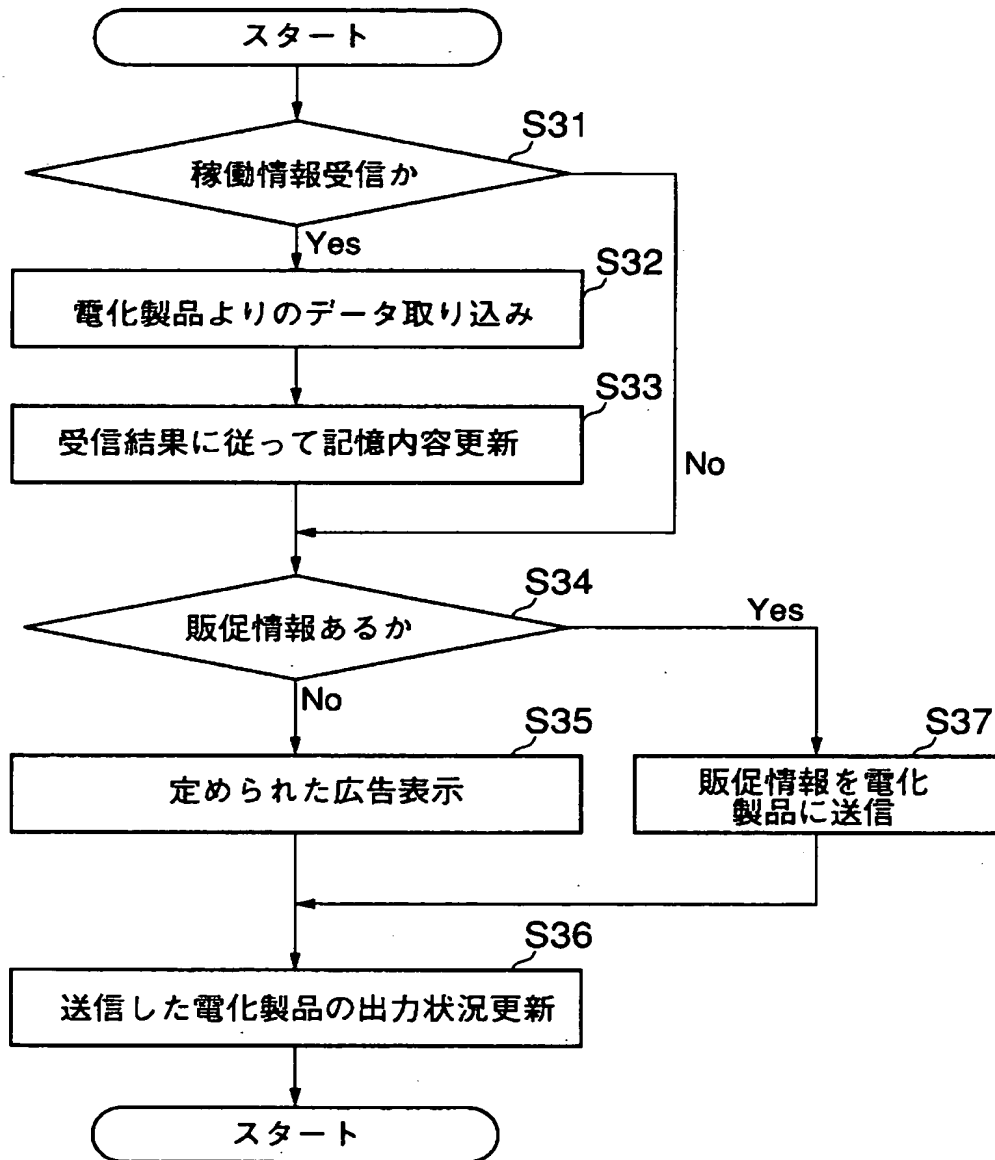 スタート
S31
稼働情報受信か
Yes
S32
電化製品よりのデータ取り込み
S33
受信結果に従って記憶内容更新
No
S34
販促情報あるか
Yes
No
S35
定められた広告表示
S37
販促情報を電化
製品に送信
S36
送信した電化製品の出力状況更新
スタート